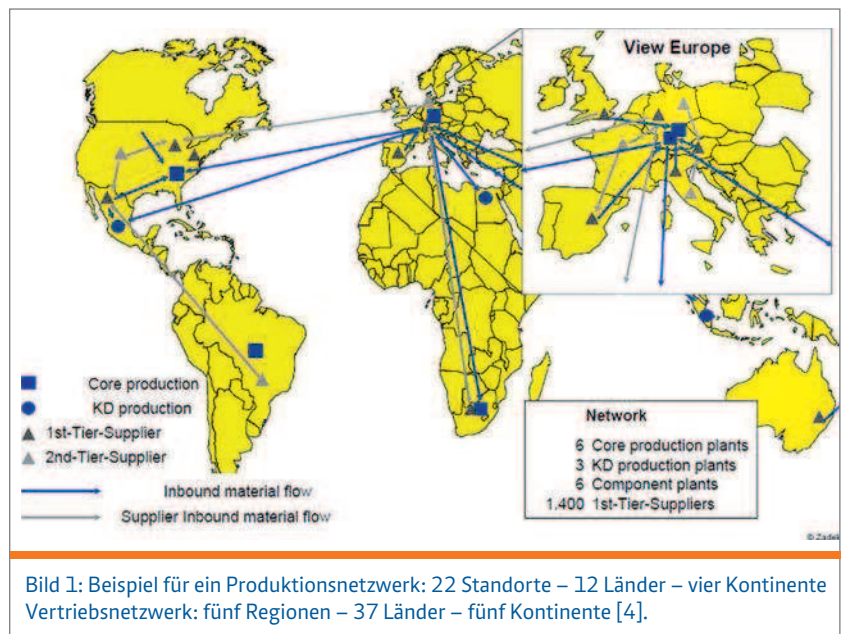 View Europe
Core production
KD production
1st-Tier-Supplier
2nd-Tier-Supplier
Inbound material flow
Supplier Inbound material flow
Network
6 Core production plants
3 KD production plants
6 Component plants
1.400 1st-Tier-Suppliers
© Zadek
Bild 1: Beispiel für ein Produktionsnetzwerk: 22 Standorte – 12 Länder – vier Kontinente
Vertriebsnetzwerk: fünf Regionen – 37 Länder – fünf Kontinente [4].